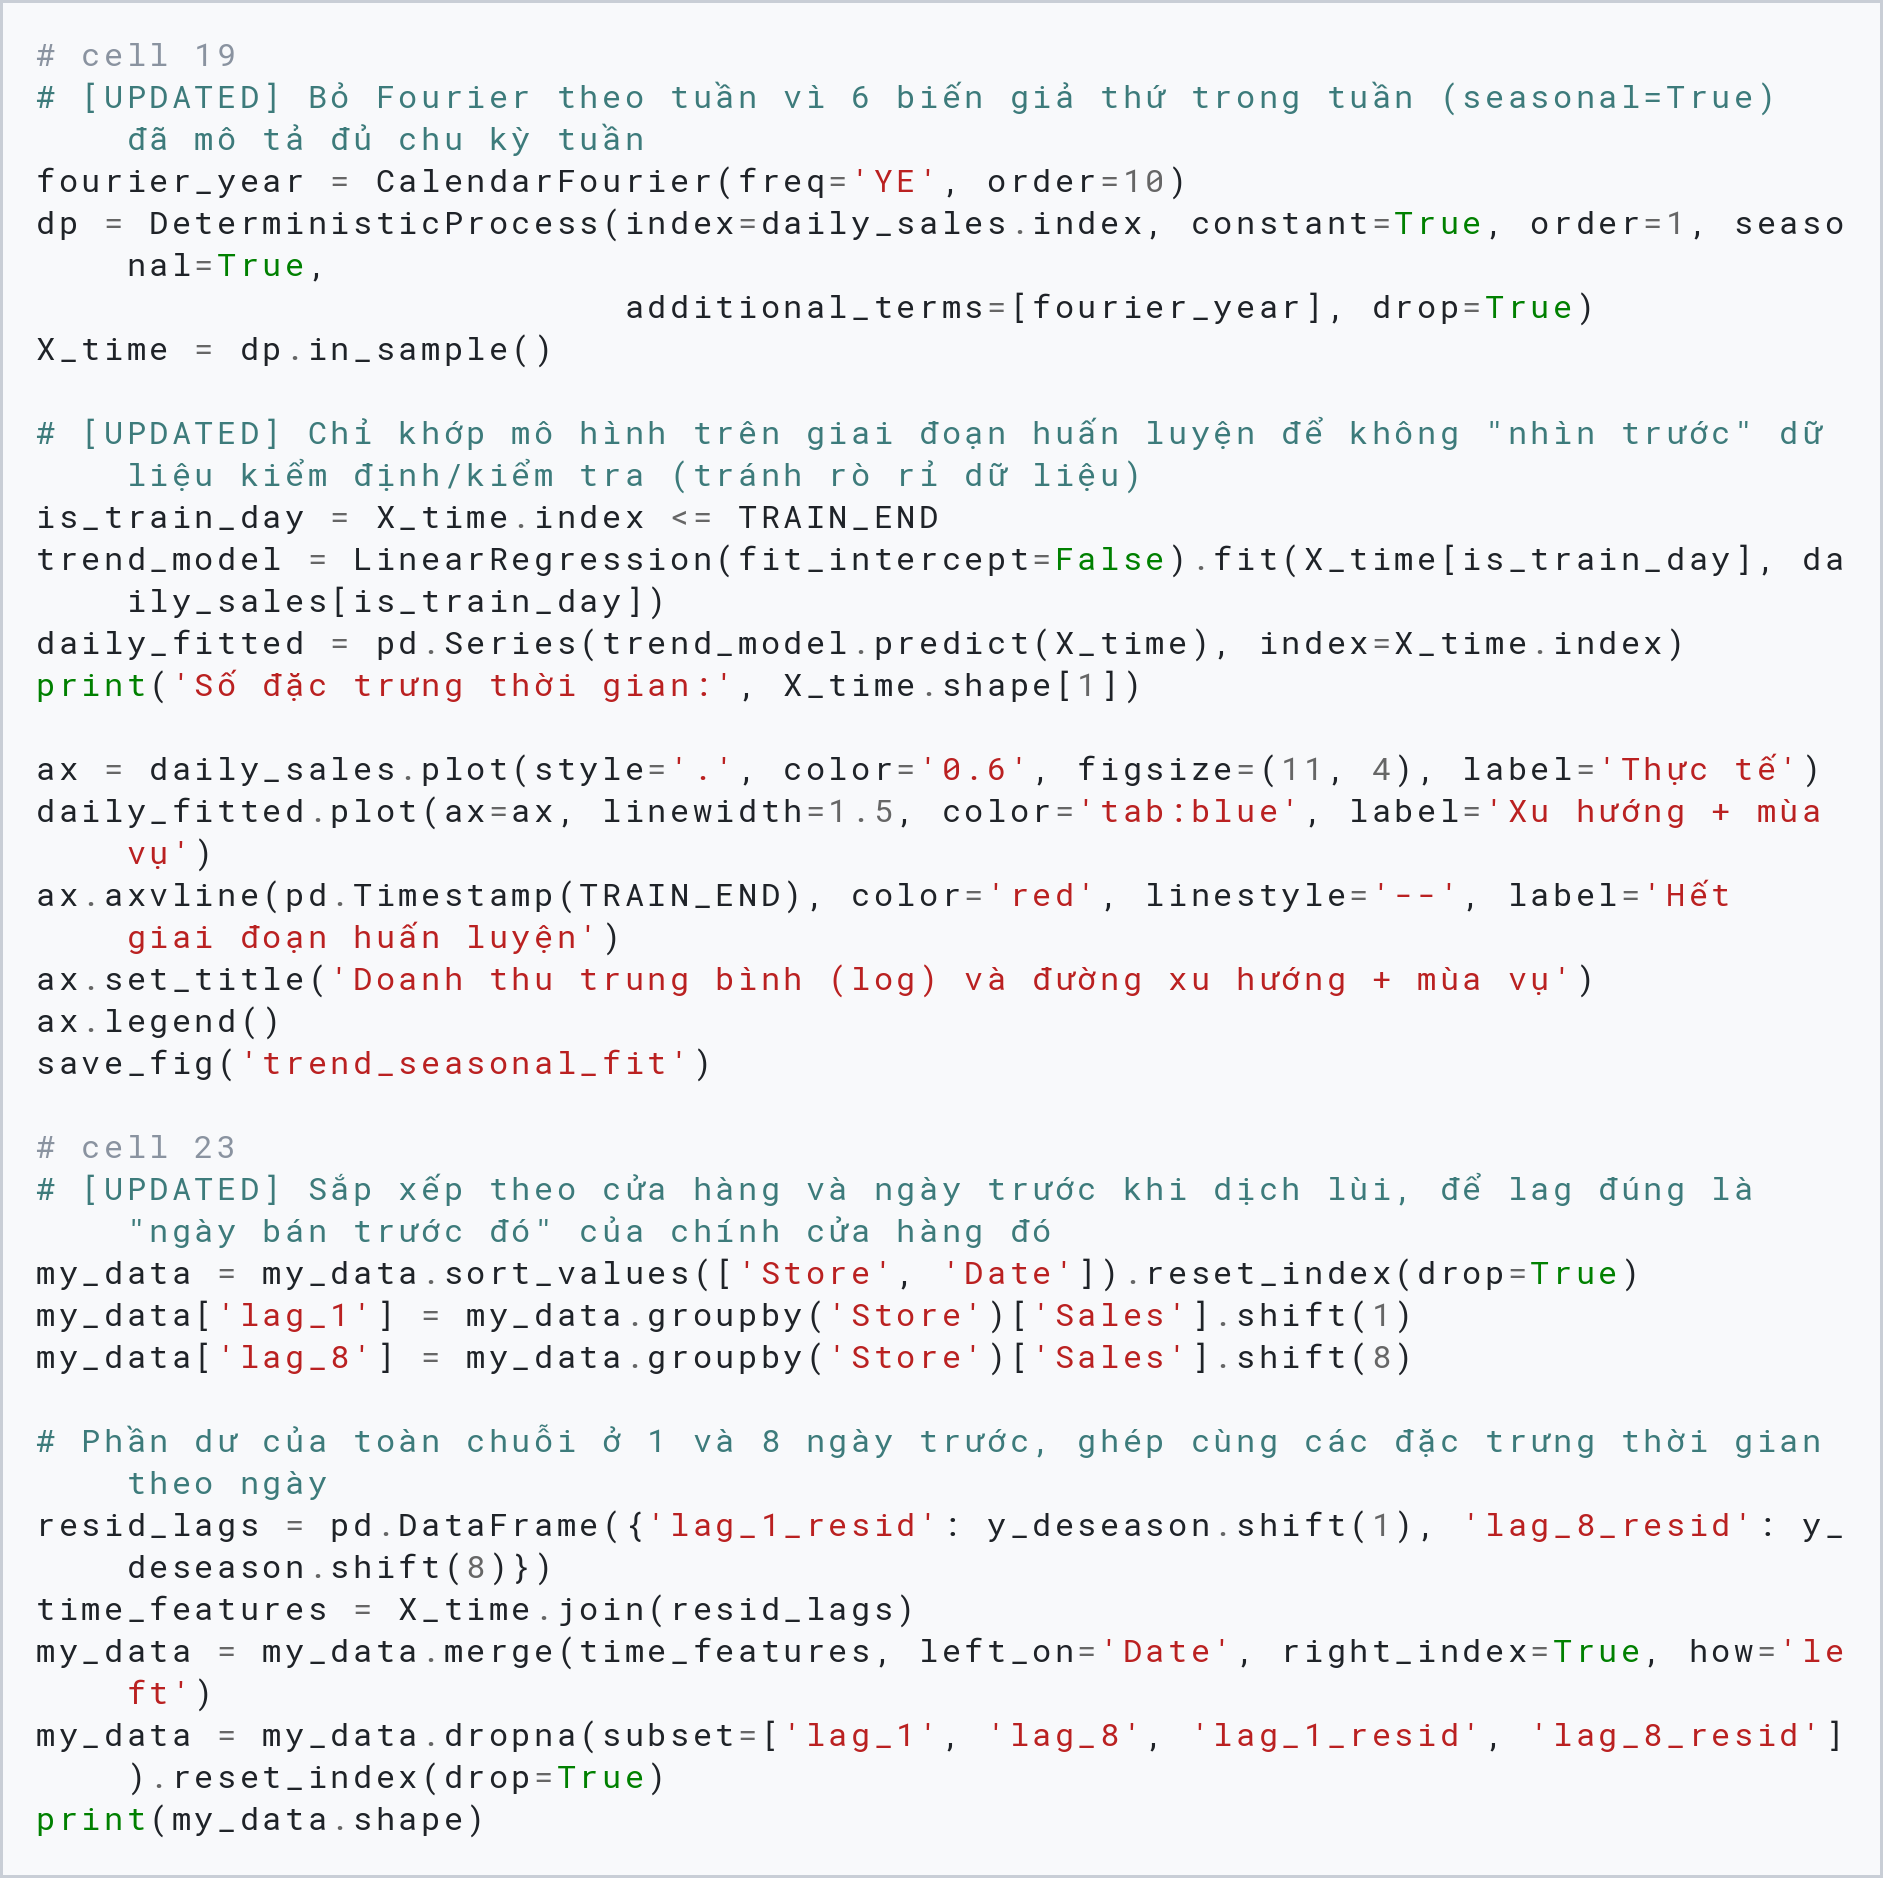 # cell 19
# [UPDATED] Bỏ Fourier theo tuần vì 6 biến giả thứ trong tuần (seasonal=True)
    đã mô tả đủ chu kỳ tuần
fourier_year = CalendarFourier(freq='YE', order=10)
dp = DeterministicProcess(index=daily_sales.index, constant=True, order=1, seaso
    nal=True,
                          additional_terms=[fourier_year], drop=True)
X_time = dp.in_sample()

# [UPDATED] Chỉ khớp mô hình trên giai đoạn huấn luyện để không "nhìn trước" dữ
    liệu kiểm định/kiểm tra (tránh rò rỉ dữ liệu)
is_train_day = X_time.index <= TRAIN_END
trend_model = LinearRegression(fit_intercept=False).fit(X_time[is_train_day], da
    ily_sales[is_train_day])
daily_fitted = pd.Series(trend_model.predict(X_time), index=X_time.index)
print('Số đặc trưng thời gian:', X_time.shape[1])

ax = daily_sales.plot(style='.', color='0.6', figsize=(11, 4), label='Thực tế')
daily_fitted.plot(ax=ax, linewidth=1.5, color='tab:blue', label='Xu hướng + mùa
    vụ')
ax.axvline(pd.Timestamp(TRAIN_END), color='red', linestyle='--', label='Hết
    giai đoạn huấn luyện')
ax.set_title('Doanh thu trung bình (log) và đường xu hướng + mùa vụ')
ax.legend()
save_fig('trend_seasonal_fit')

# cell 23
# [UPDATED] Sắp xếp theo cửa hàng và ngày trước khi dịch lùi, để lag đúng là
    "ngày bán trước đó" của chính cửa hàng đó
my_data = my_data.sort_values(['Store', 'Date']).reset_index(drop=True)
my_data['lag_1'] = my_data.groupby('Store')['Sales'].shift(1)
my_data['lag_8'] = my_data.groupby('Store')['Sales'].shift(8)

# Phần dư của toàn chuỗi ở 1 và 8 ngày trước, ghép cùng các đặc trưng thời gian
    theo ngày
resid_lags = pd.DataFrame({'lag_1_resid': y_deseason.shift(1), 'lag_8_resid': y_
    deseason.shift(8)})
time_features = X_time.join(resid_lags)
my_data = my_data.merge(time_features, left_on='Date', right_index=True, how='le
    ft')
my_data = my_data.dropna(subset=['lag_1', 'lag_8', 'lag_1_resid', 'lag_8_resid']
    ).reset_index(drop=True)
print(my_data.shape)